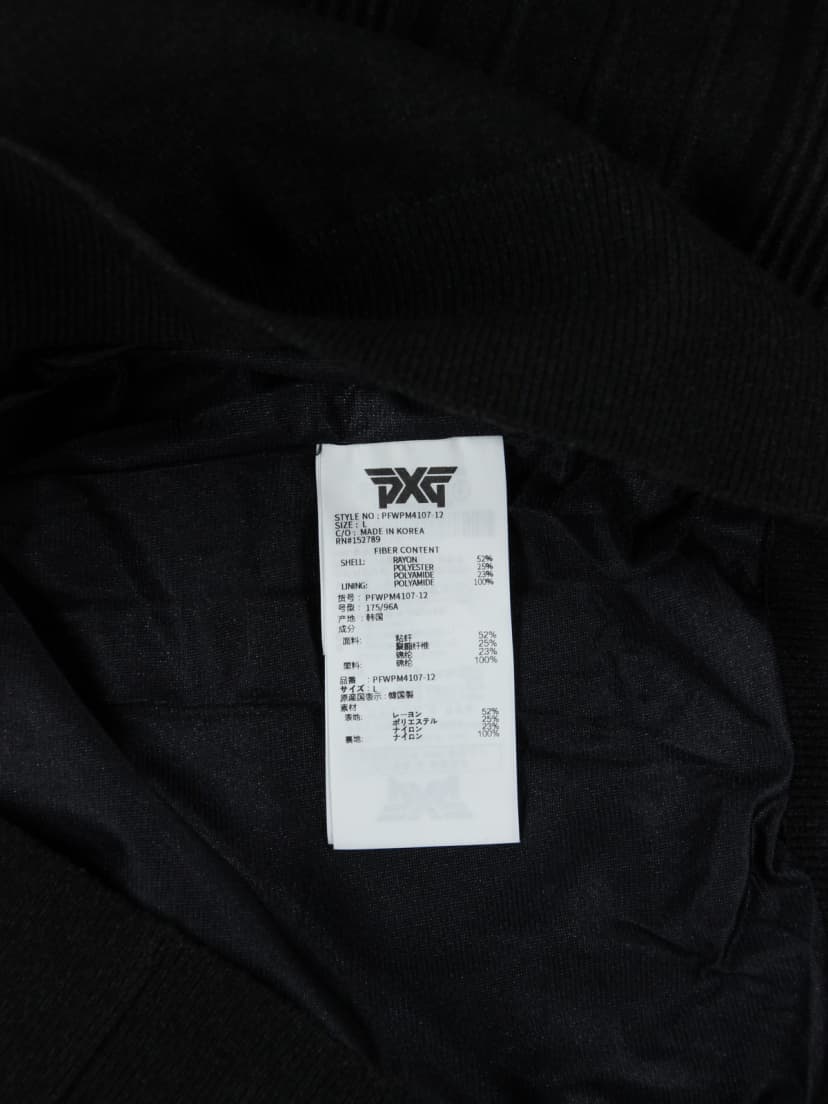 PXG
STYLE NO : PFWPM4107-12
SIZE : L
C/O : MADE IN KOREA
RN#152789
FIBER CONTENT
SHELL: RAYON 52%
POLYESTER 25%
POLYAMIDE 23%
LINING: POLYAMIDE 100%
货号 : PFWPM4107-12
号型 : 175/96A
产地 : 韩国
成分
面料: 粘纤 52%
聚酯纤维 25%
锦纶 23%
里料: 锦纶 100%
品番 : PFWPM4107-12
サイズ : L
原産国表示 : 韓国製
素材
表地: レーヨン 52%
ポリエステル 25%
ナイロン 23%
裏地: ナイロン 100%